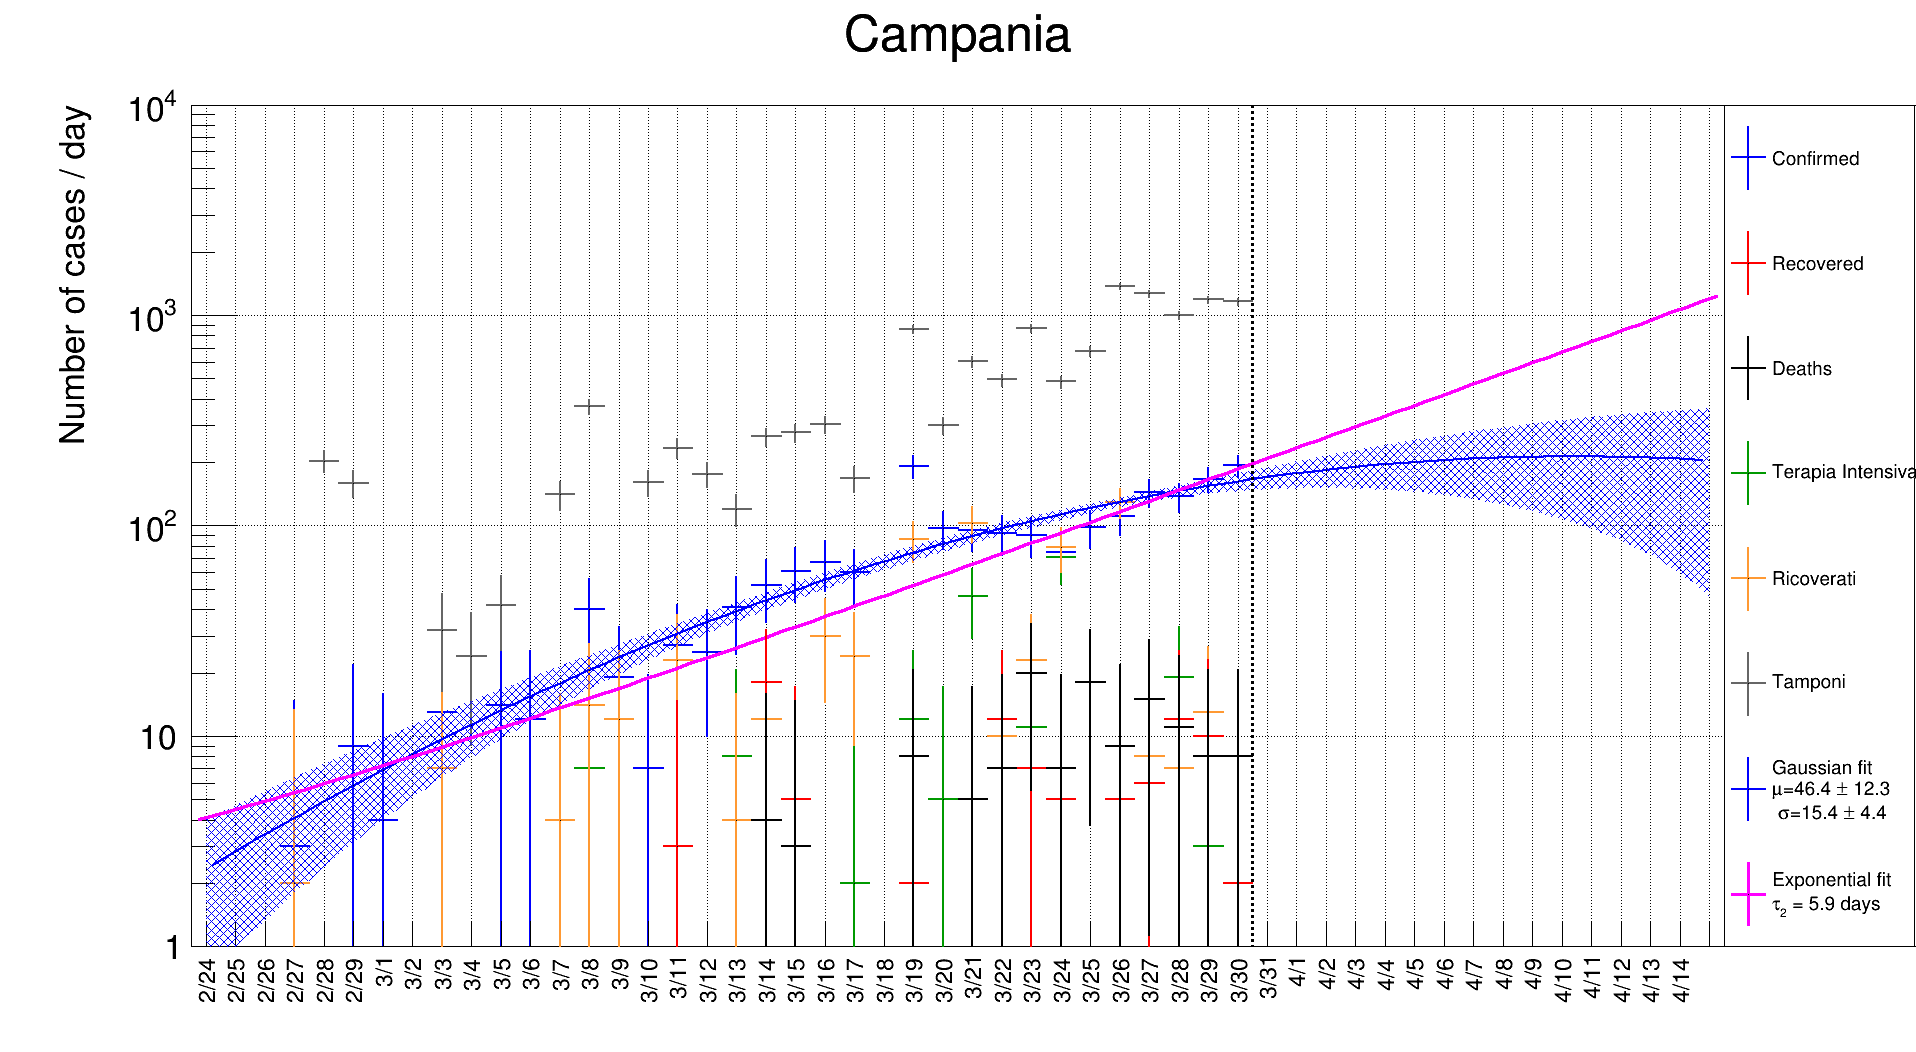 Campania
Number of cases / day
10^4
10^3
10^2
10
1
2/24 2/25 2/26 2/27 2/28 2/29 3/1 3/2 3/3 3/4 3/5 3/6 3/7 3/8 3/9 3/10 3/11 3/12 3/13 3/14 3/15 3/16 3/17 3/18 3/19 3/20 3/21 3/22 3/23 3/24 3/25 3/26 3/27 3/28 3/29 3/30 3/31 4/1 4/2 4/3 4/4 4/5 4/6 4/7 4/8 4/9 4/10 4/11 4/12 4/13 4/14
Confirmed
Recovered
Deaths
Terapia Intensiva
Ricoverati
Tamponi
Gaussian fit
μ=46.4 ± 12.3
σ=15.4 ± 4.4
Exponential fit
τ₂ = 5.9 days